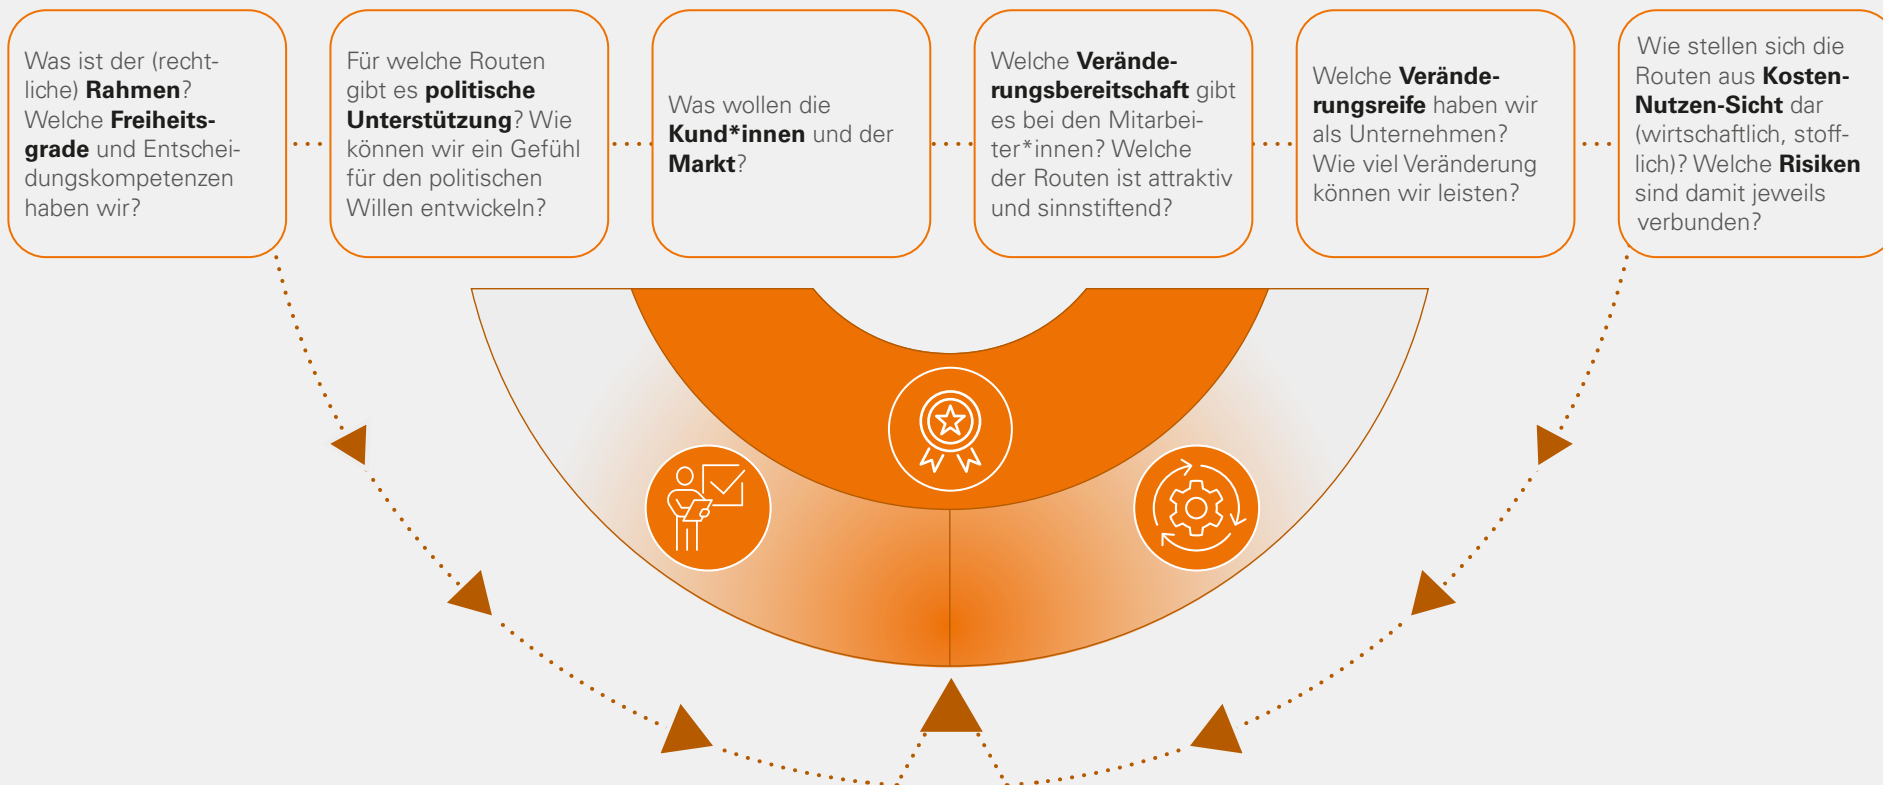 Was ist der (recht-
liche) Rahmen?
Welche Freiheits-
grade und Entschei-
dungskompetenzen
haben wir?
Für welche Routen
gibt es politische
Unterstützung? Wie
können wir ein Gefühl
für den politischen
Willen entwickeln?
Was wollen die
Kund*innen und der
Markt?
Welche Verände-
rungsbereitschaft gibt
es bei den Mitarbei-
ter*innen? Welche
der Routen ist attraktiv
und sinnstiftend?
Welche Verände-
rungsreife haben wir
als Unternehmen?
Wie viel Veränderung
können wir leisten?
Wie stellen sich die
Routen aus Kosten-
Nutzen-Sicht dar
(wirtschaftlich, stoff-
lich)? Welche Risiken
sind damit jeweils
verbunden?